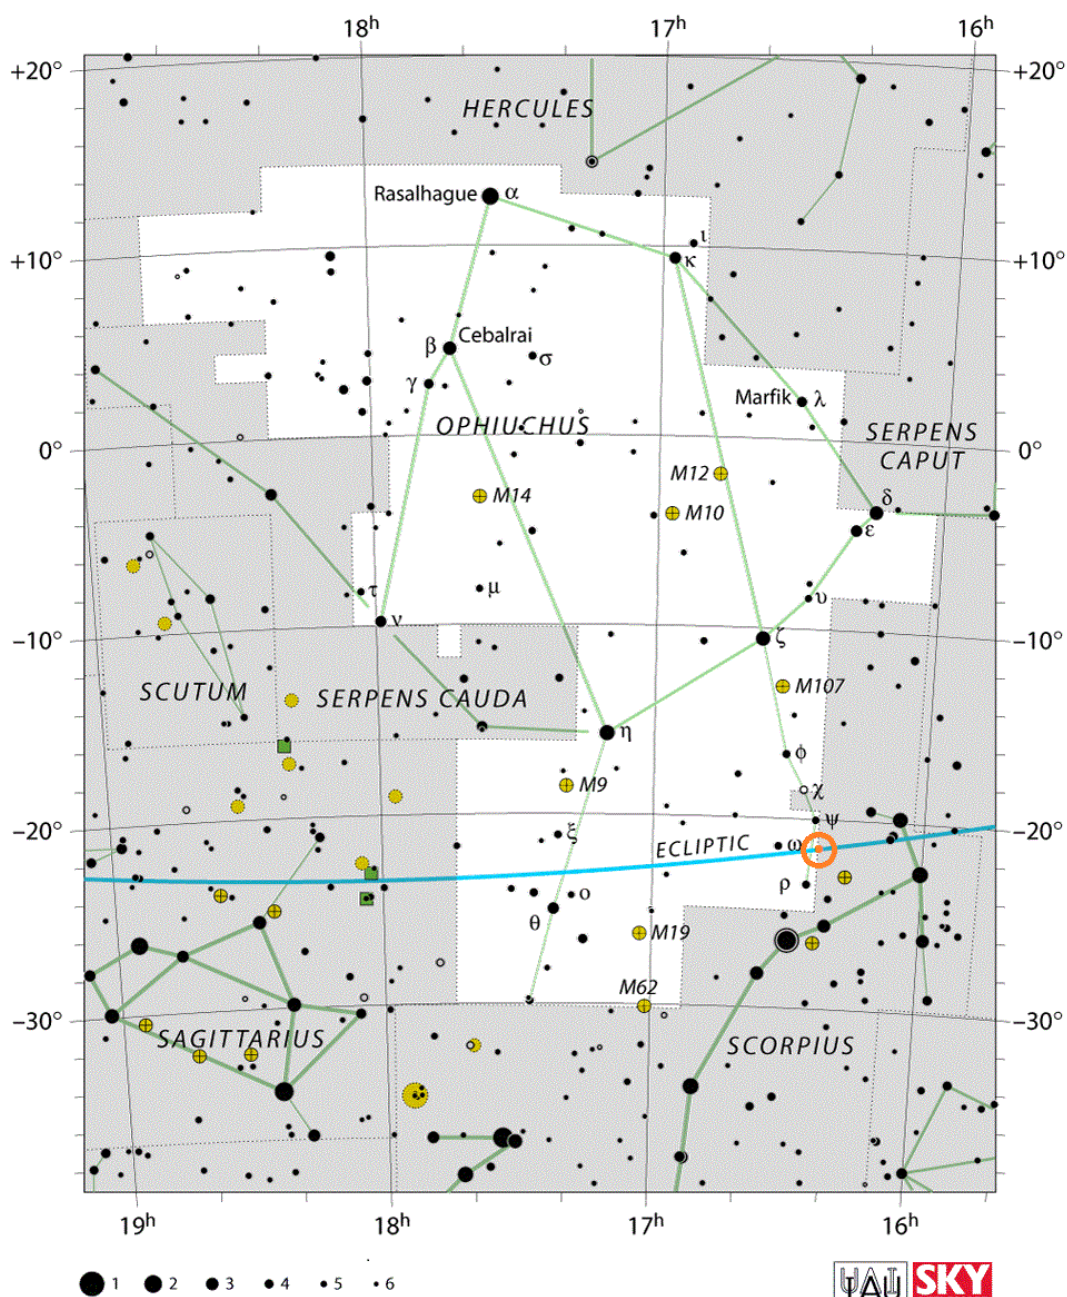 18h 17h 16h
+20° +20°
HERCULES
Rasalhague α
ι
+10° κ +10°
Cebalrai
β σ
γ
Marfik λ
OPHIUCHUS
SERPENS
CAPUT
0° 0°
M12
M14 δ
M10
ε
τ μ υ
ν
−10° ζ −10°
M107
SCUTUM SERPENS CAUDA
η
φ
M9 χ
ψ
−20° ξ −20°
ECLIPTIC ω
ρ
ο
θ
M19
M62
−30° −30°
SAGITTARIUS SCORPIUS
19h 18h 17h 16h
1 2 3 4 5 6
IAU SKY